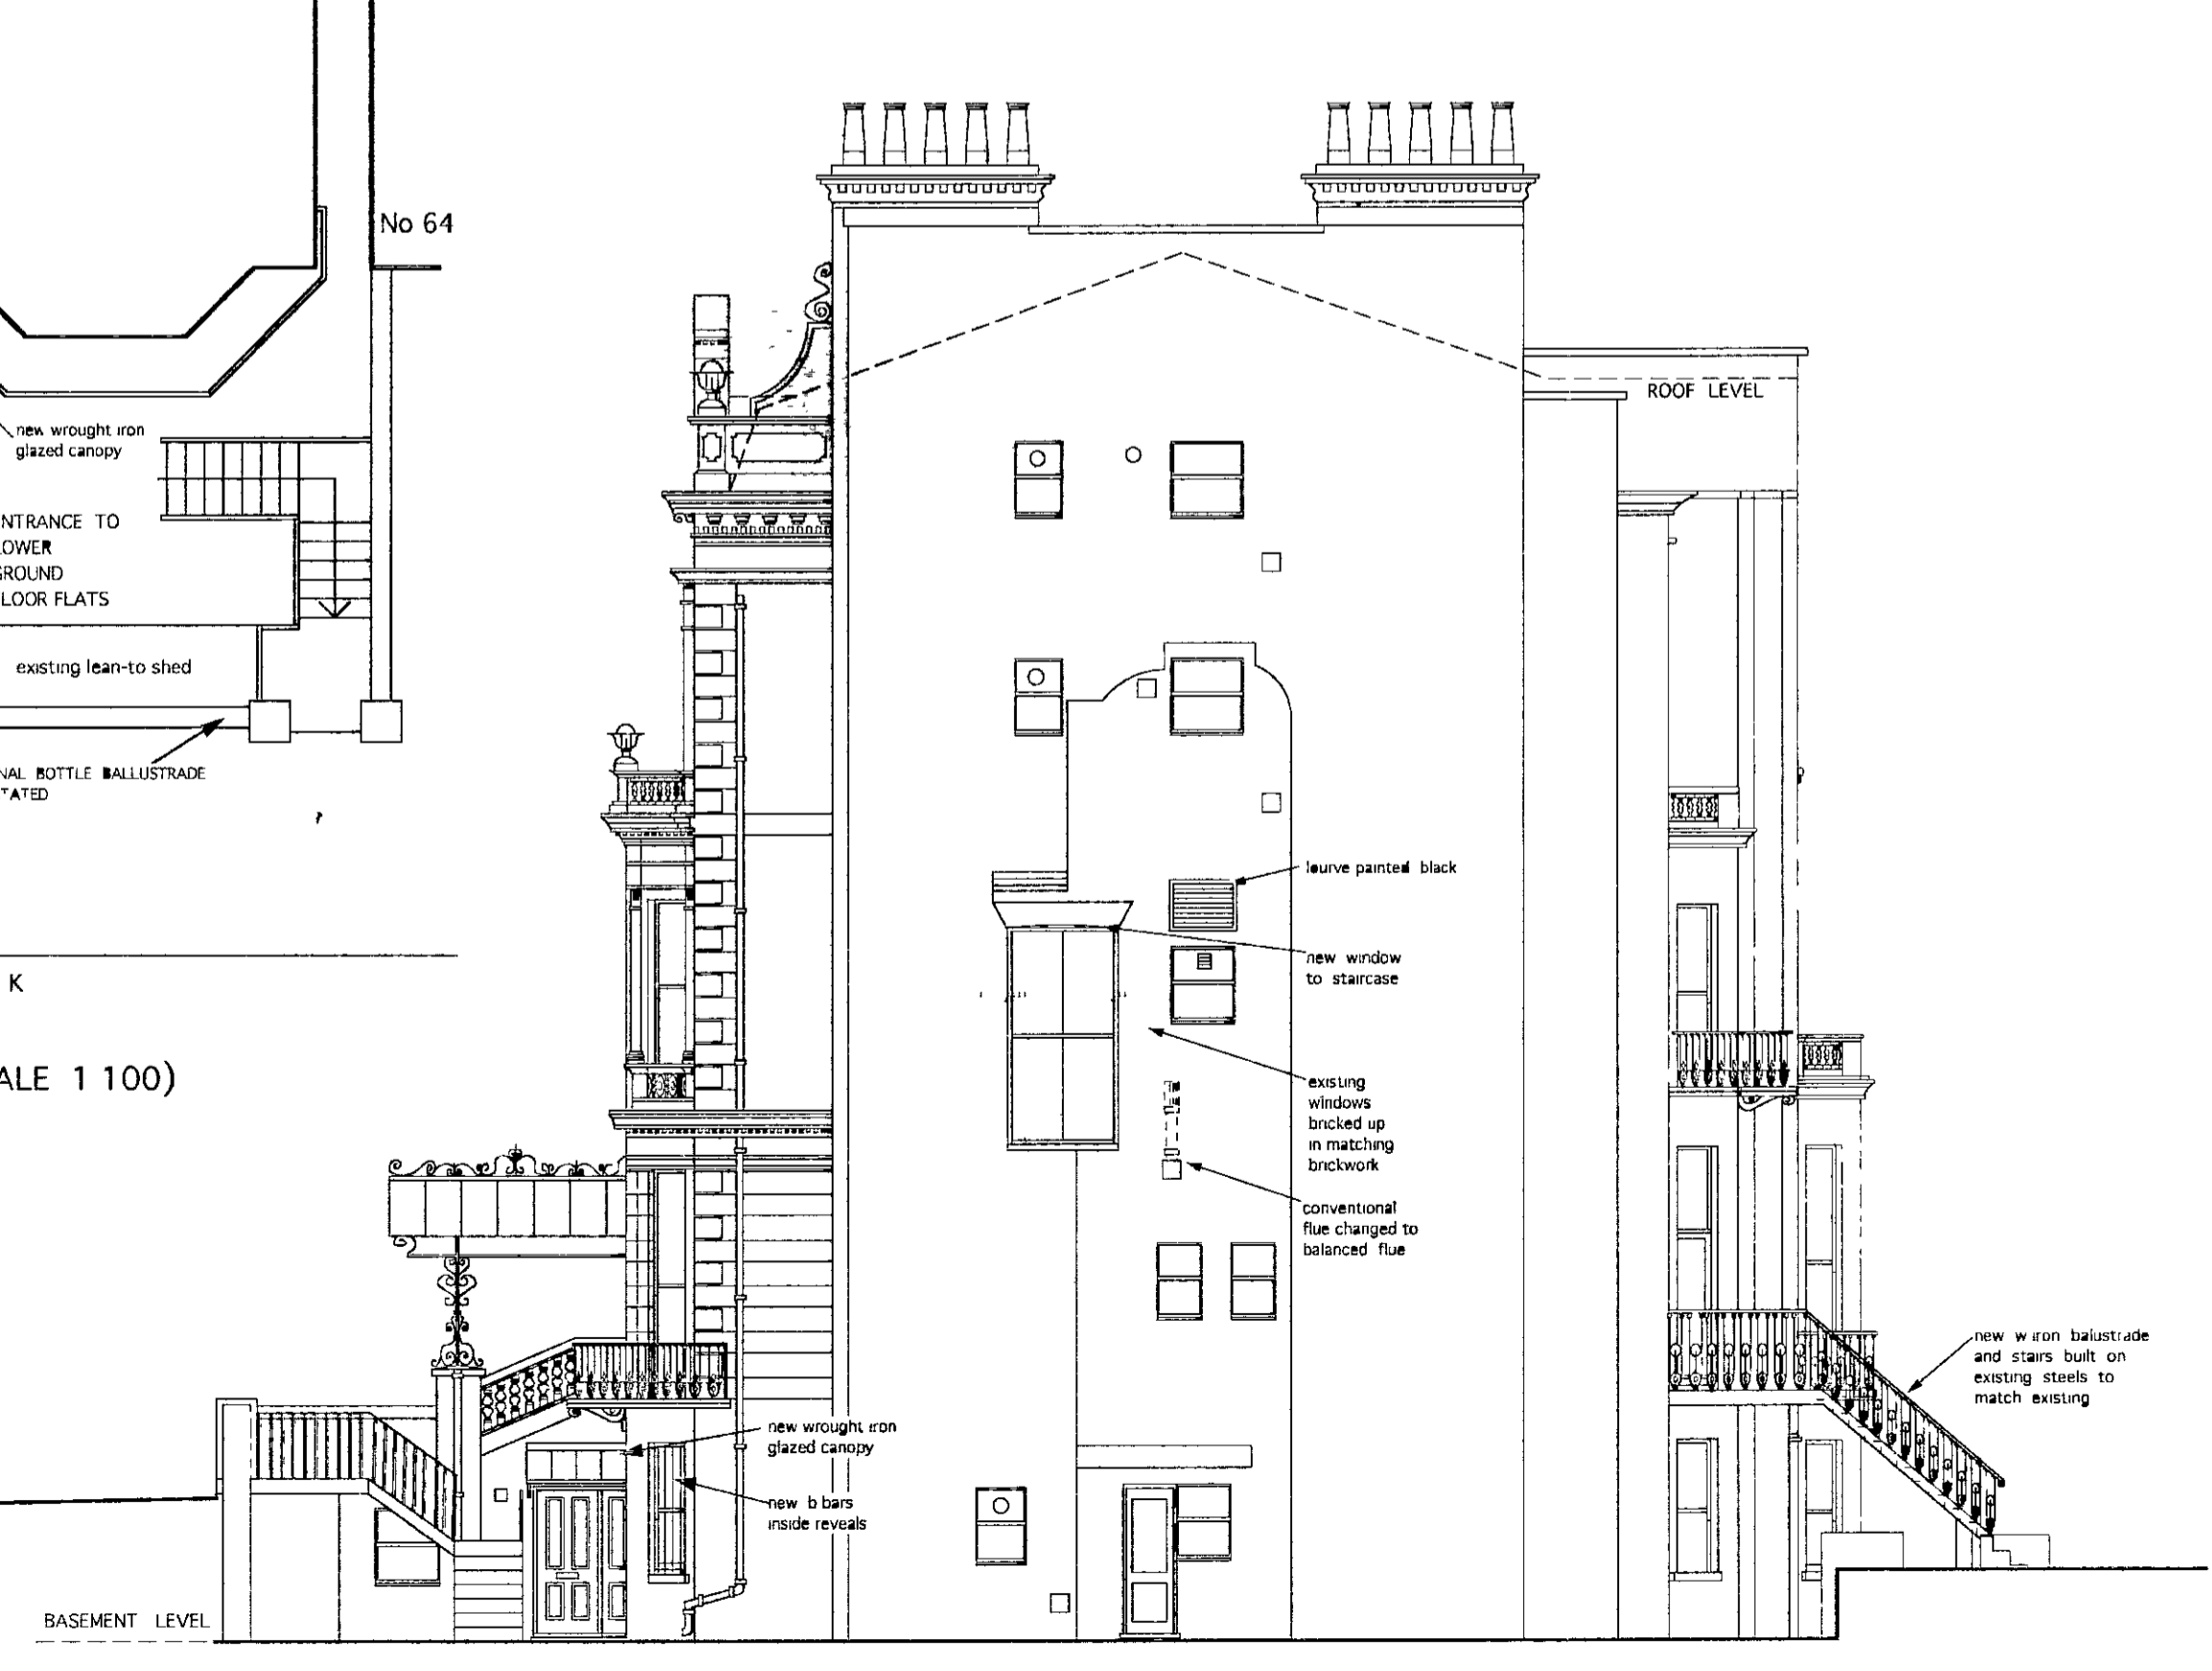 No 64
new wrought iron
glazed canopy
NTRANCE TO
OWER
GROUND
LOOR FLATS
existing lean-to shed
NAL BOTTLE BALLUSTRADE
TATED
K
ALE 1 100)
BASEMENT LEVEL
ROOF LEVEL
lourve painted black
new window
to staircase
existing
windows
bricked up
in matching
brickwork
conventional
flue changed to
balanced flue
new wrought iron
glazed canopy
new b bars
inside reveals
new w iron balustrade
and stairs built on
existing steels to
match existing